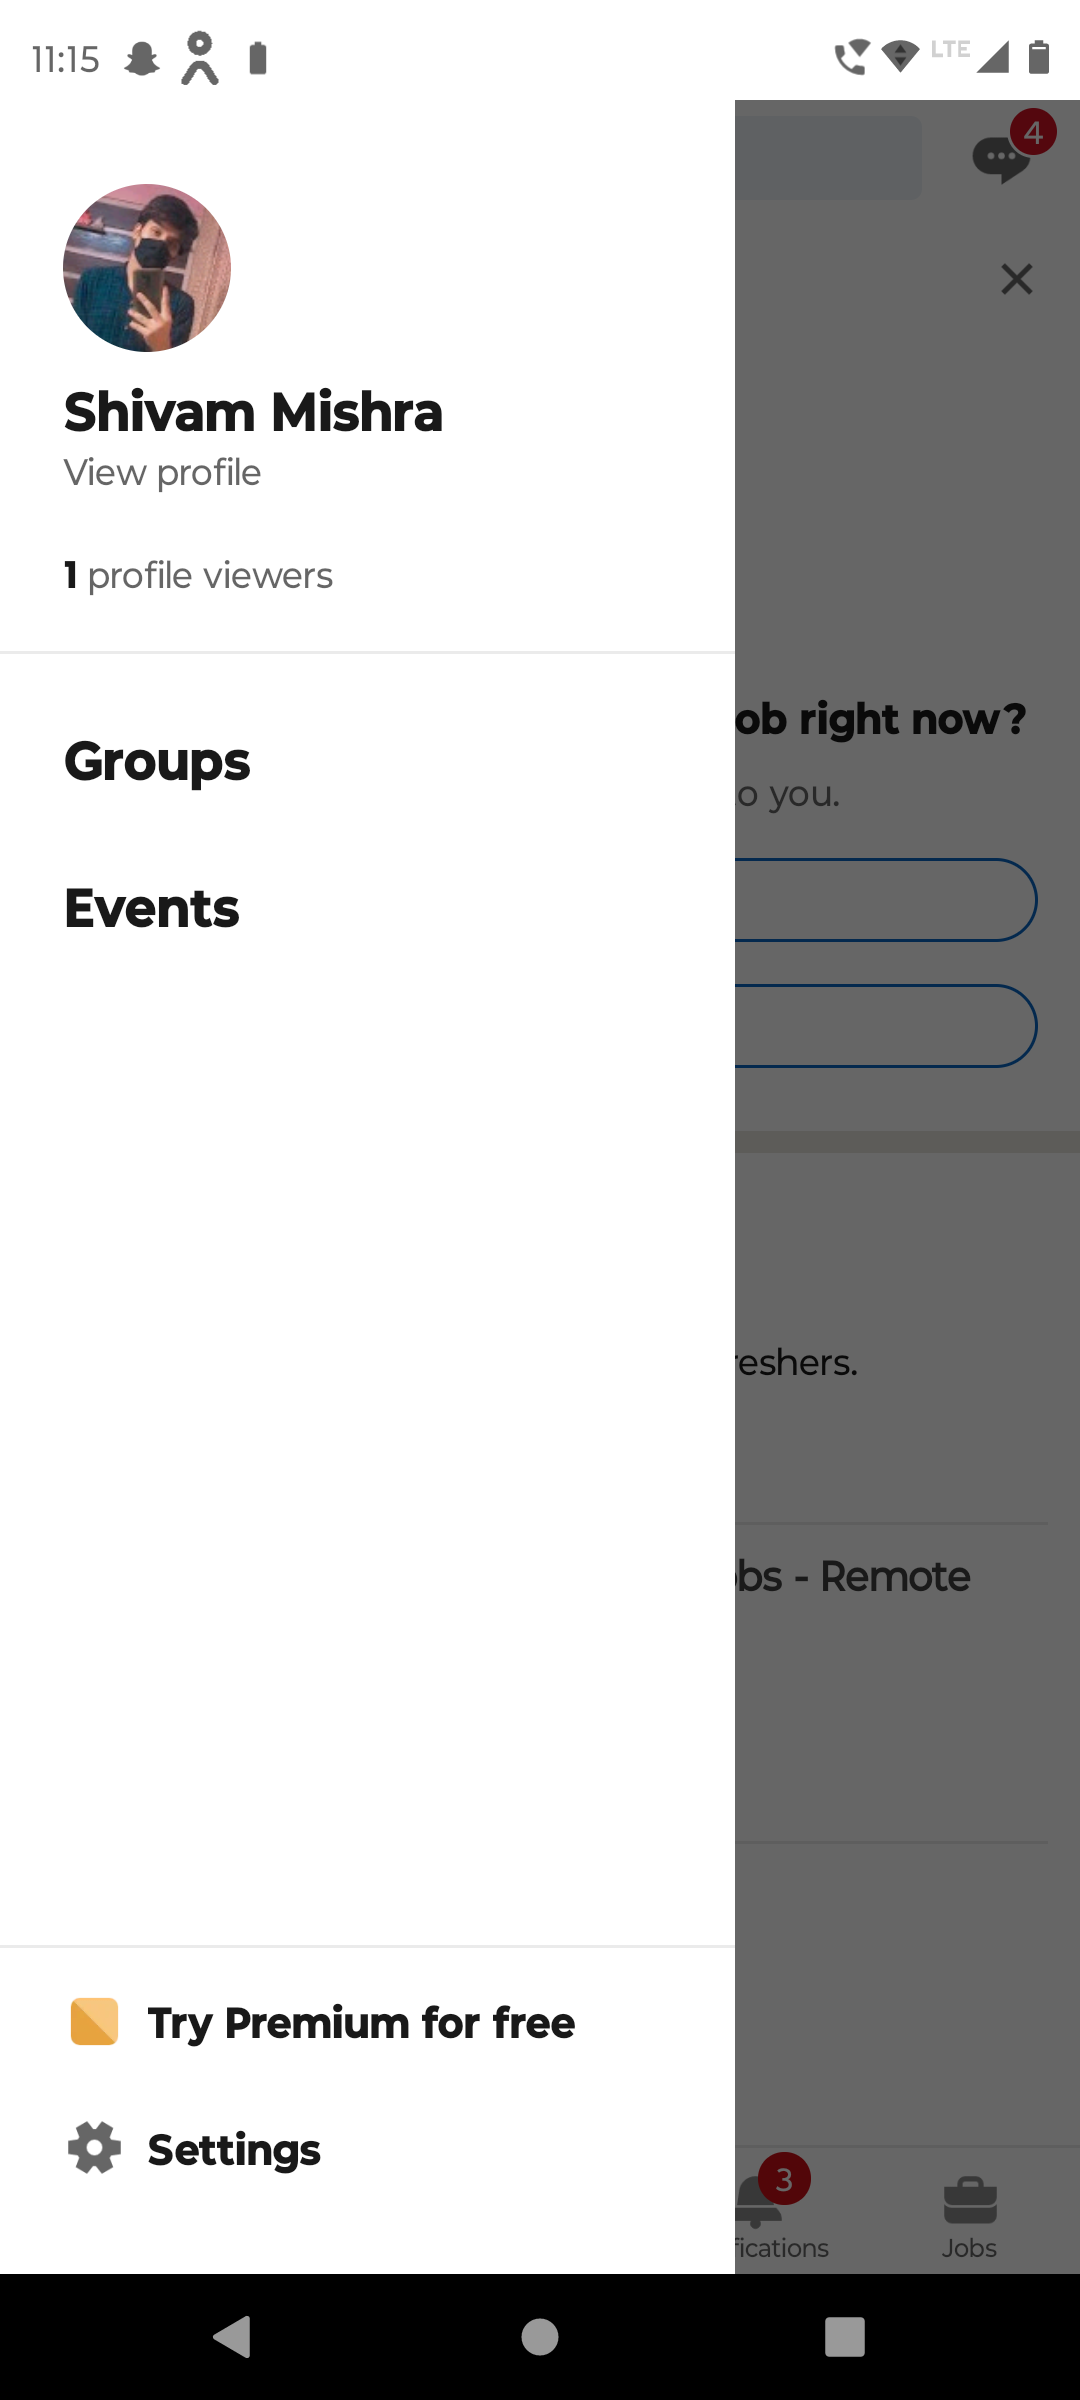 11:15
LTE
4
Shivam Mishra
View profile
1 profile viewers
ob right now?
o you.
Groups
Events
reshers.
bs - Remote
Try Premium for free
Settings
3
fications
Jobs